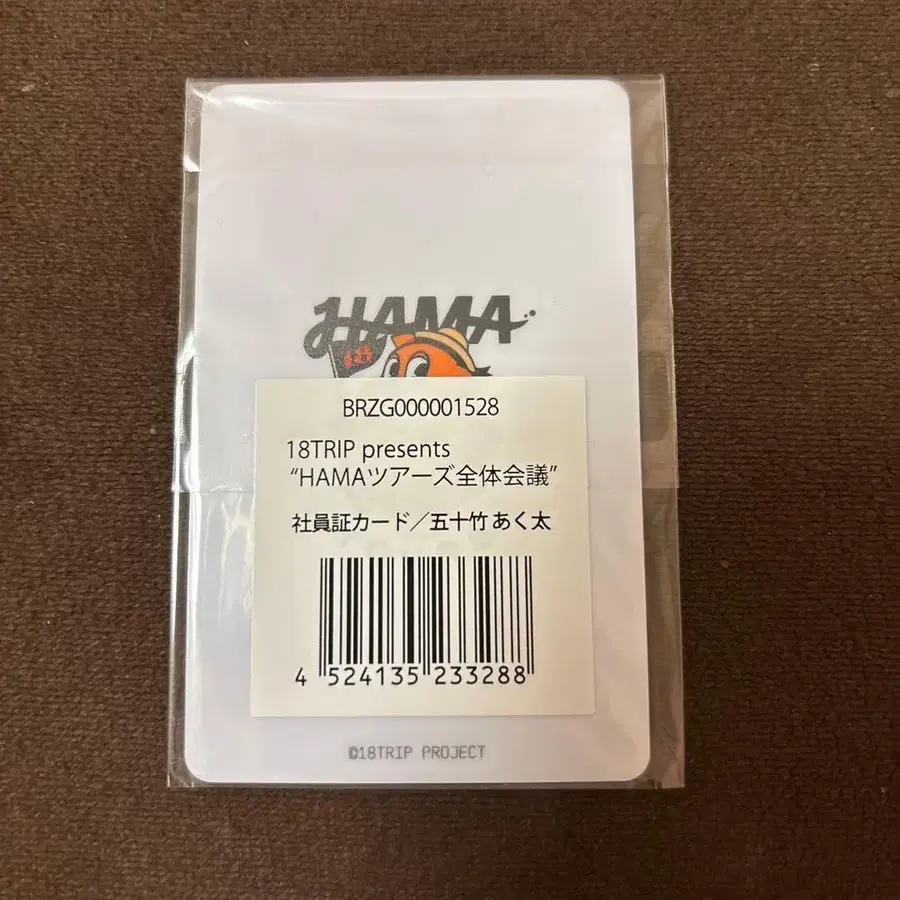 HAMA
18
BRZG000001528
18TRIP presents
“HAMAツアーズ全体会議”
社員証カード／五十竹 あく太
4 524135 233288
©18TRIP PROJECT